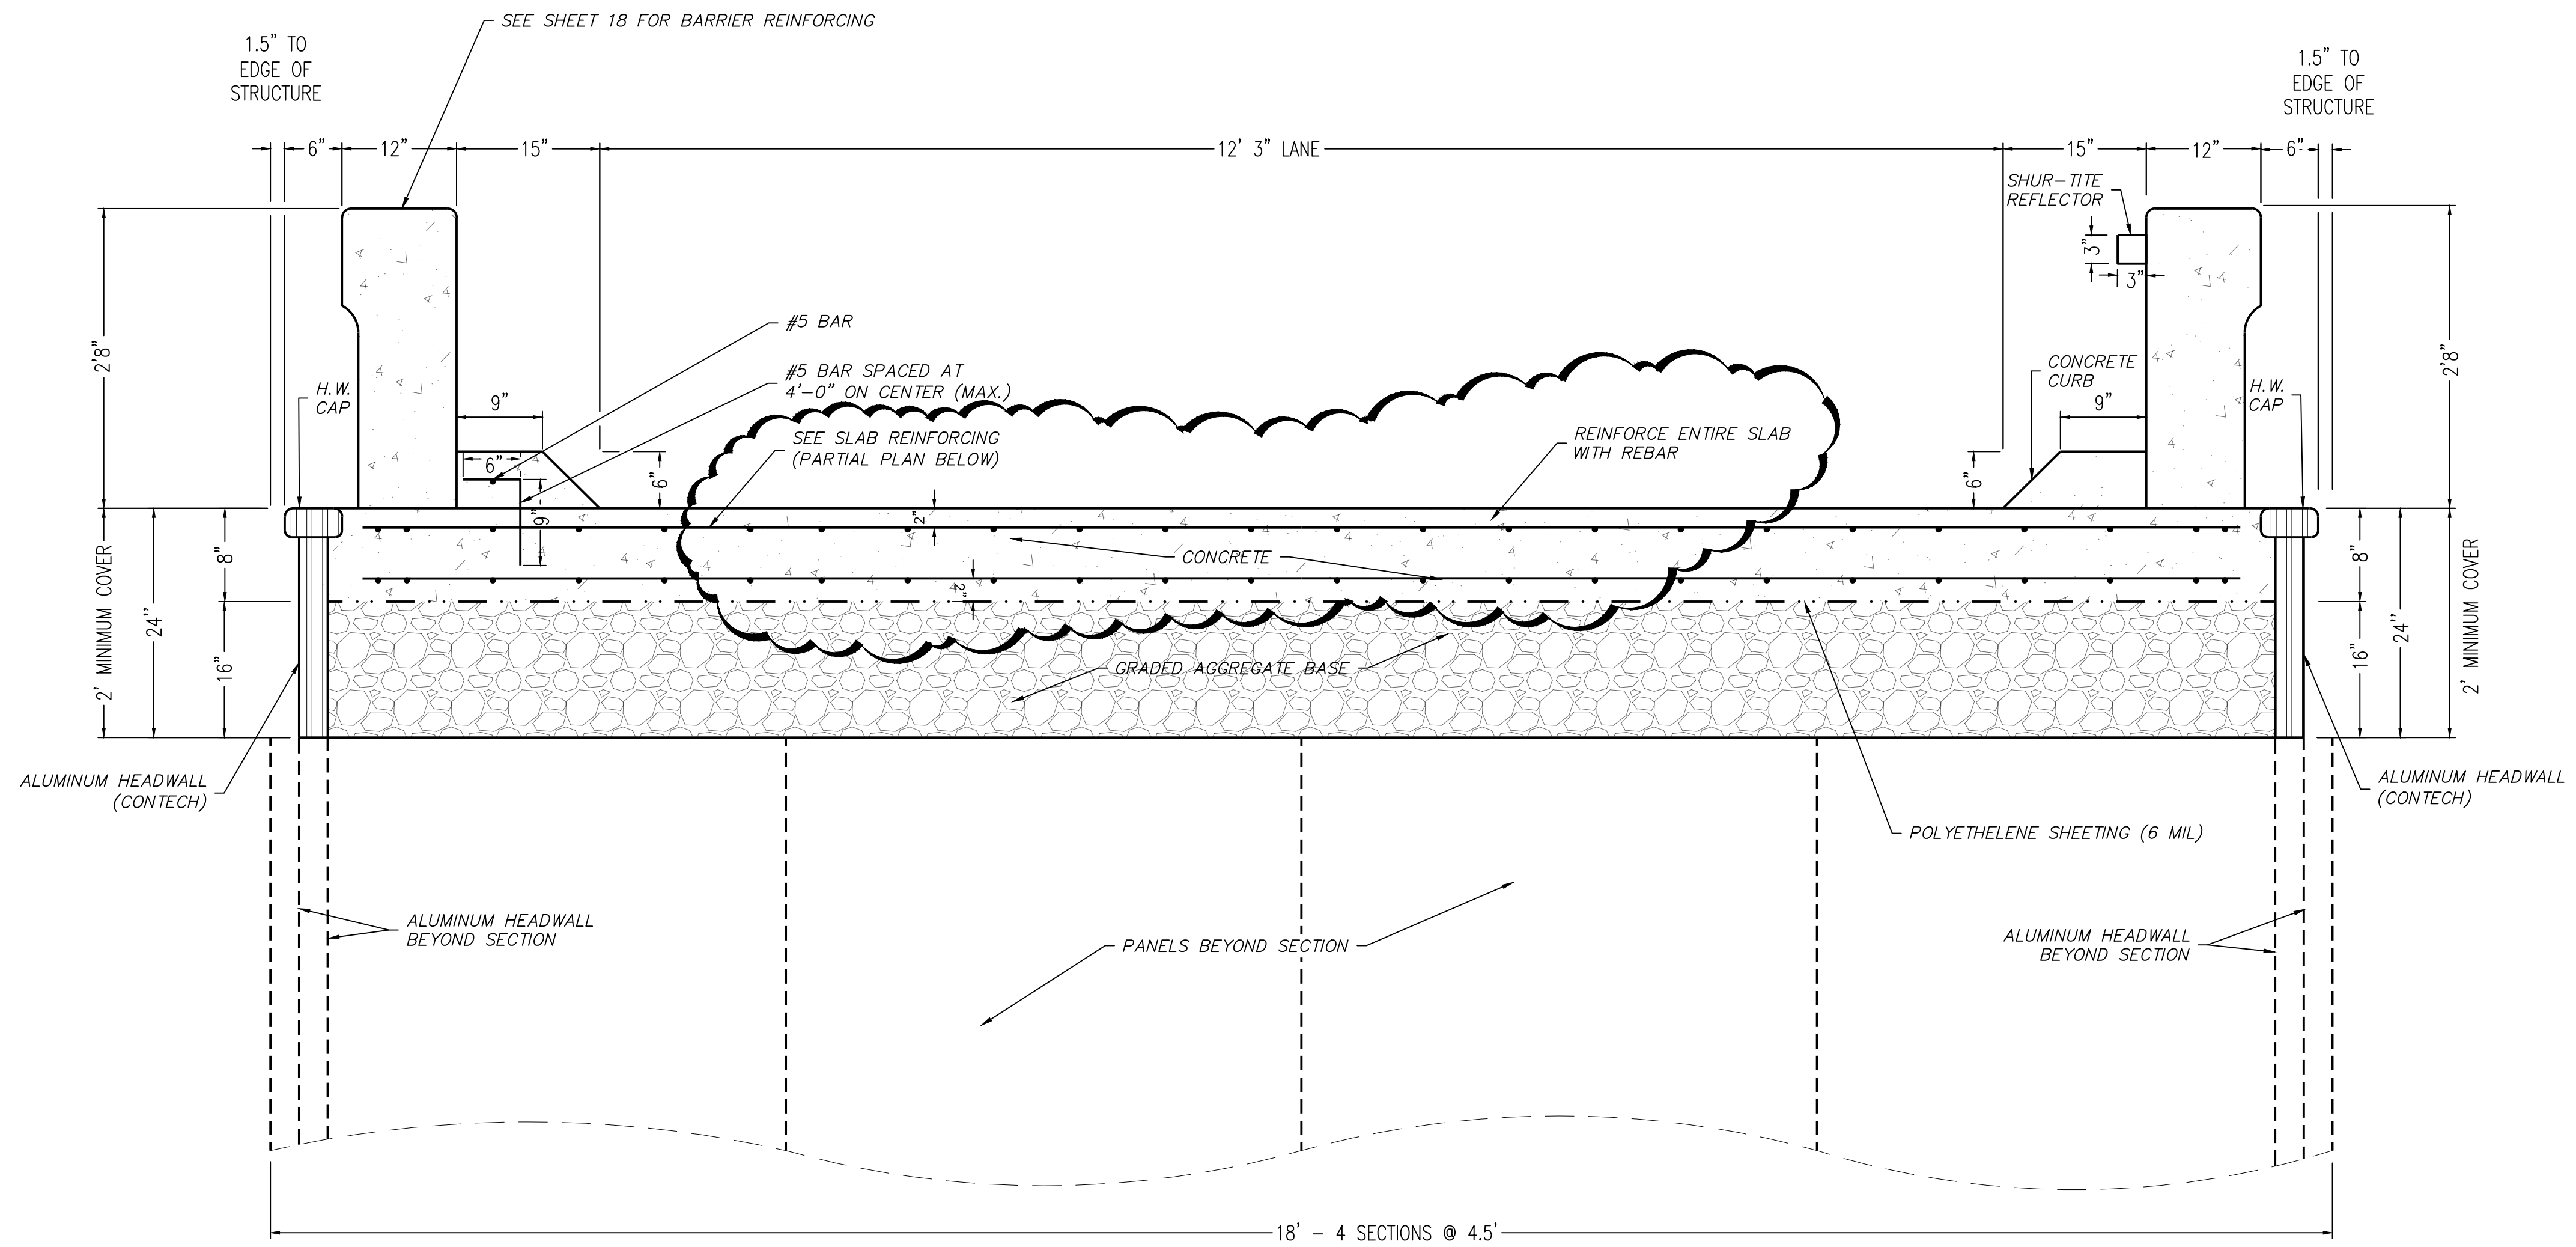 SEE SHEET 18 FOR BARRIER REINFORCING
1.5" TO
EDGE OF
STRUCTURE
1.5" TO
EDGE OF
STRUCTURE
6"
12"
15"
12' 3" LANE
15"
12"
6"
SHUR-TITE
REFLECTOR
3"
3"
2'8"
#5 BAR
#5 BAR SPACED AT
4'-0" ON CENTER (MAX.)
H.W.
CAP
9"
6"
9"
6"
SEE SLAB REINFORCING
(PARTIAL PLAN BELOW)
REINFORCE ENTIRE SLAB
WITH REBAR
CONCRETE
CURB
9"
6"
H.W.
CAP
2'8"
2"
CONCRETE
2"
2' MINIMUM COVER
24"
8"
16"
8"
16"
24"
2' MINIMUM COVER
GRADED AGGREGATE BASE
ALUMINUM HEADWALL
(CONTECH)
ALUMINUM HEADWALL
(CONTECH)
POLYETHELENE SHEETING (6 MIL)
ALUMINUM HEADWALL
BEYOND SECTION
PANELS BEYOND SECTION
ALUMINUM HEADWALL
BEYOND SECTION
18' - 4 SECTIONS @ 4.5'